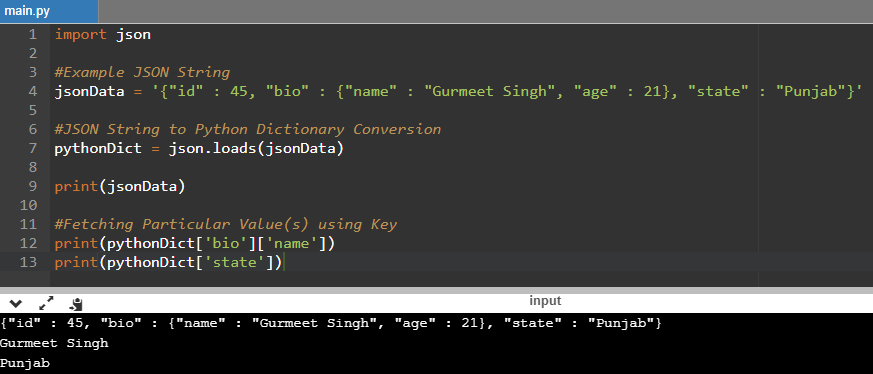 main.py
1 import json
2
3 #Example JSON String
4 jsonData = '{"id" : 45, "bio" : {"name" : "Gurmeet Singh", "age" : 21}, "state" : "Punjab"}'
5
6 #JSON String to Python Dictionary Conversion
7 pythonDict = json.loads(jsonData)
8
9 print(jsonData)
10
11 #Fetching Particular Value(s) using Key
12 print(pythonDict['bio']['name'])
13 print(pythonDict['state'])
input
{"id" : 45, "bio" : {"name" : "Gurmeet Singh", "age" : 21}, "state" : "Punjab"}
Gurmeet Singh
Punjab